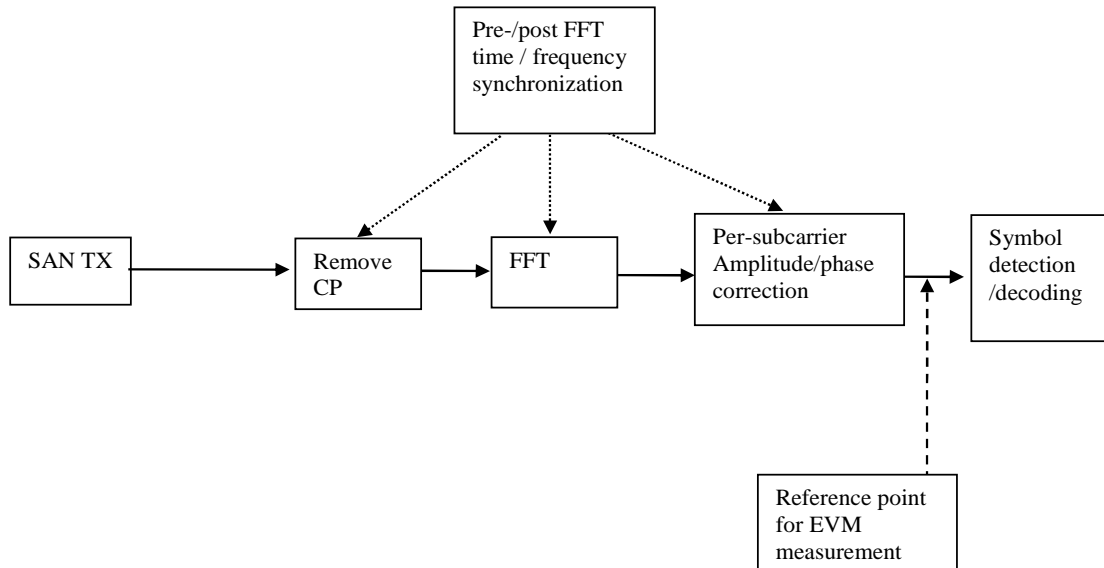 Pre-/post FFT
time / frequency
synchronization
SAN TX
Remove
CP
FFT
Per-subcarrier
Amplitude/phase
correction
Symbol
detection
/decoding
Reference point
for EVM
measurement